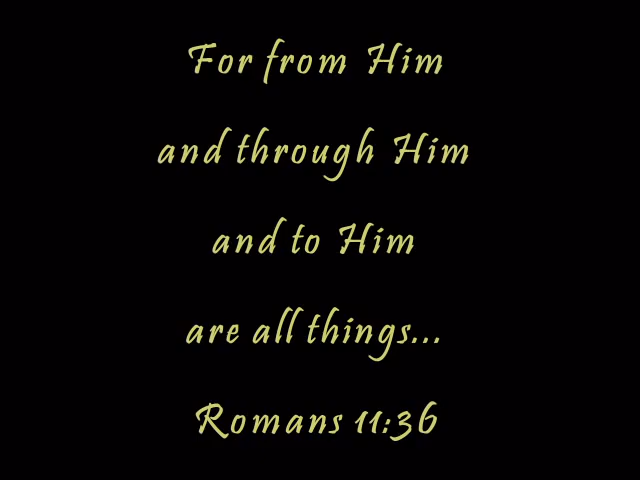 For from Him
and through Him
and to Him
are all things...
Romans 11:36